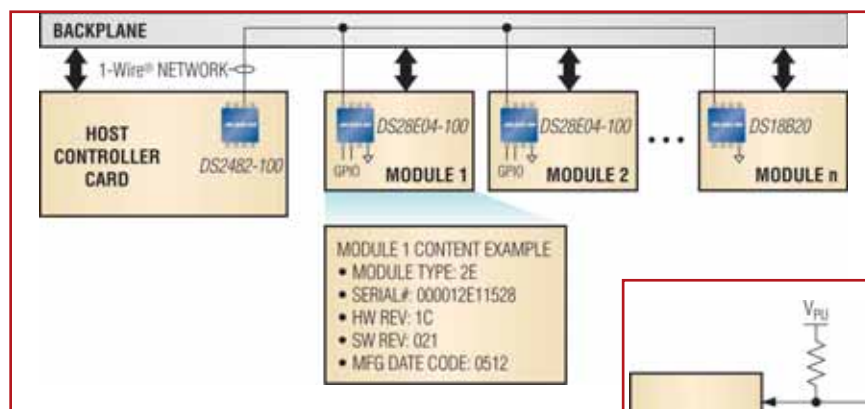 BACKPLANE
1-Wire® NETWORK
HOST
CONTROLLER
CARD
DS2482-100
DS28E04-100
GPIO
MODULE 1
DS28E04-100
GPIO
MODULE 2
DS18B20
MODULE n
MODULE 1 CONTENT EXAMPLE
• MODULE TYPE: 2E
• SERIAL#: 000012E11528
• HW REV: 1C
• SW REV: 021
• MFG DATE CODE: 0512
VPU